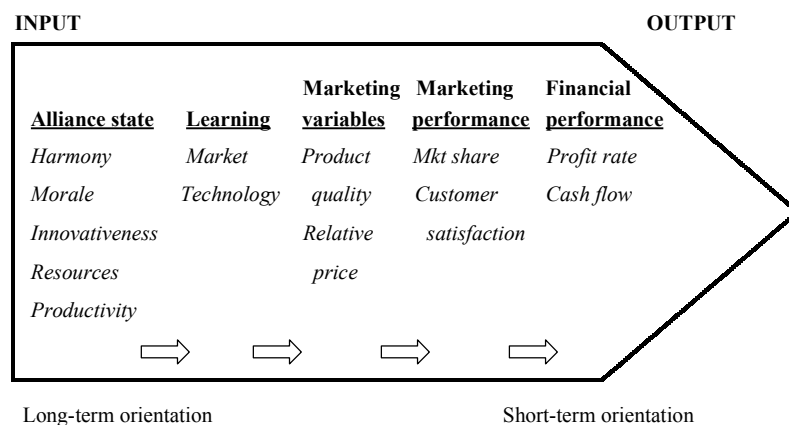 INPUT OUTPUT
Marketing Marketing Financial
Alliance state Learning variables performance performance
Harmony Market Product Mkt share Profit rate
Morale Technology quality Customer Cash flow
Innovativeness Relative satisfaction
Resources price
Productivity
Long-term orientation Short-term orientation